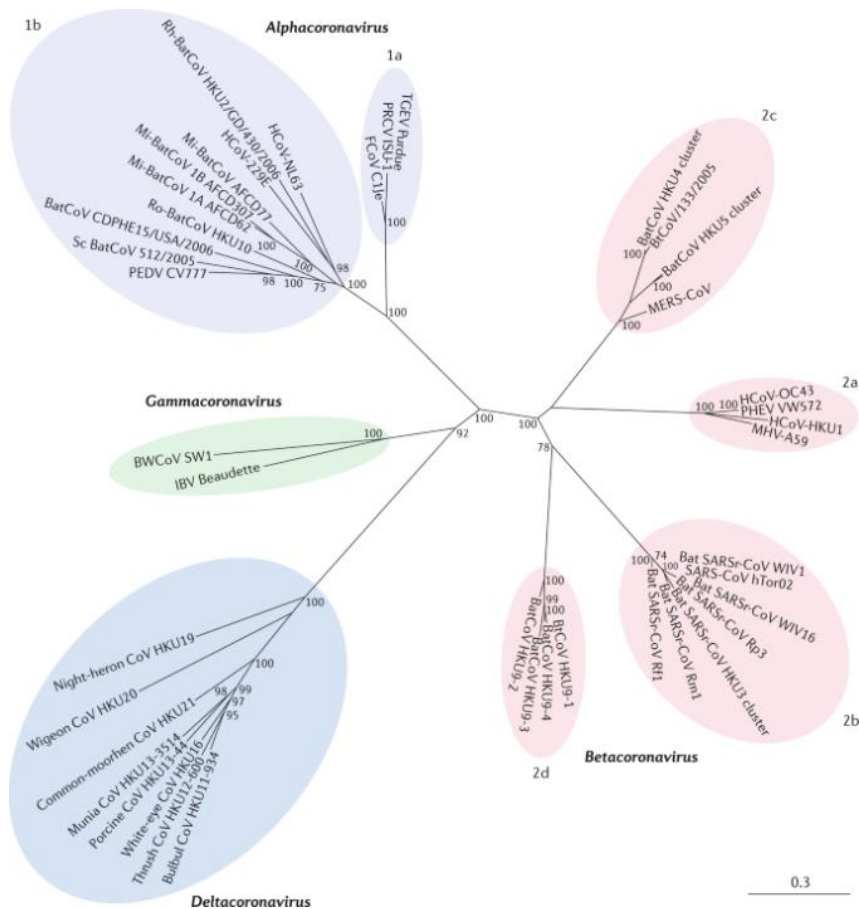 1b
Alphacoronavirus
1a
Rh-BatCoV HKU2/GD/430/2006
HCoV-NL63
HCoV-229E
Mi-BatCoV AFCD77
Mi-BatCoV 1B AFCD307
Mi-BatCoV 1A AFCD62
Ro-BatCoV HKU10
BatCoV CDPHE15/USA/2006
Sc BatCoV 512/2005
PEDV CV777
100
100
98
98
100
75
100
TGEV Purdue
PRCV ISU-1
FCoV C1Je
100
100
2c
BatCoV HKU4 cluster
BtCoV/133/2005
BatCoV HKU5 cluster
MERS-CoV
100
100
100
2a
HCoV-OC43
PHEV VW572
HCoV-HKU1
MHV-A59
100
100
Gammacoronavirus
BWCoV SW1
IBV Beaudette
100
92
100
100
78
Bat SARSr-CoV WIV1
SARS-CoV hTor02
Bat SARSr-CoV WIV16
Bat SARSr-CoV Rp3
Bat SARSr-CoV HKU3 cluster
Bat SARSr-CoV Rm1
Bat SARSr-CoV Rf1
100
74
100
2b
100
99
100
BtCoV HKU9-1
BatCoV HKU9-4
BatCoV HKU9-3
BatCoV HKU9-2
2d
Betacoronavirus
100
Night-heron CoV HKU19
Wigeon CoV HKU20
Common-moorhen CoV HKU21
Munia CoV HKU13-3514
Porcine CoV HKU13-44
White-eye CoV HKU16
Thrush CoV HKU12-600
Bulbul CoV HKU11-934
100
98
99
97
95
Deltacoronavirus
0.3